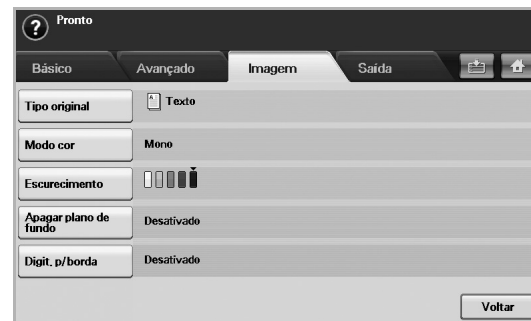 ? Pronto
Básico Avançado Imagem Saída
Tipo original Texto
Modo cor Mono
Escurecimento
Apagar plano de
fundo Desativado
Digit. p/borda Desativado
Voltar